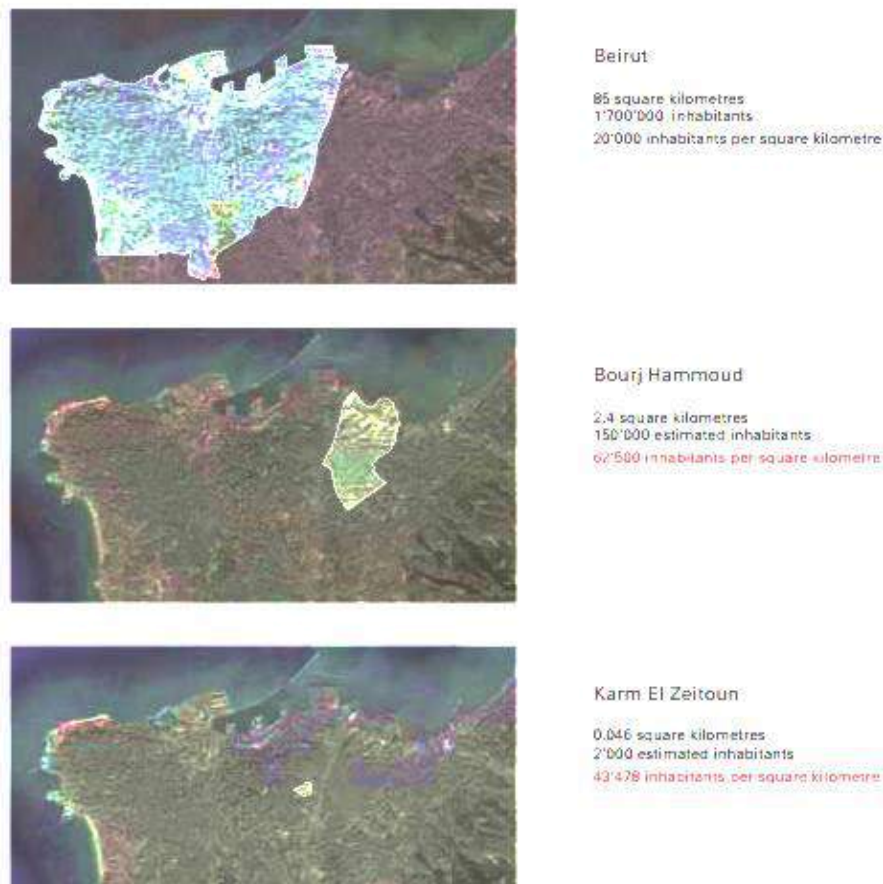 Beirut
85 square kilometres
1'700'000 inhabitants
20'000 inhabitants per square kilometre
Bourj Hammoud
2.4 square kilometres
150'000 estimated inhabitants
62'500 inhabitants per square kilometre
Karm El Zeitoun
0.046 square kilometres
2'000 estimated inhabitants
43'478 inhabitants per square kilometre